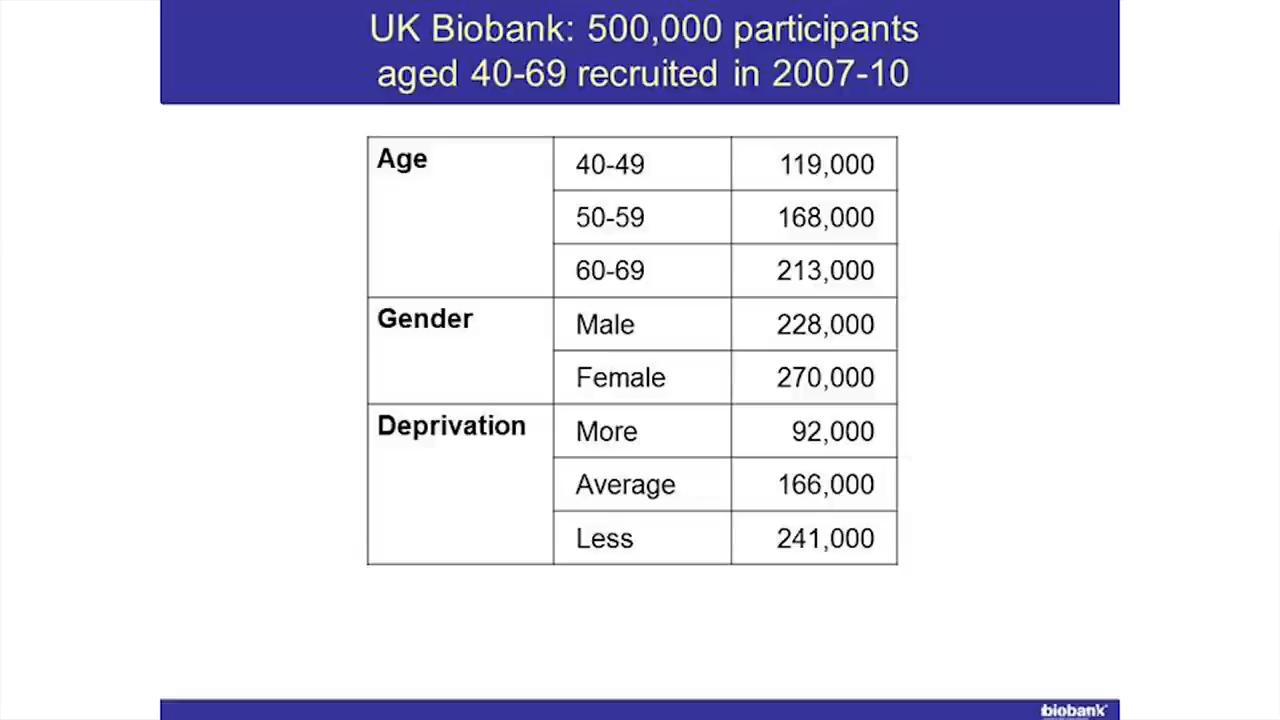 UK Biobank: 500,000 participants
aged 40-69 recruited in 2007-10
Age 40-49 119,000
50-59 168,000
60-69 213,000
Gender Male 228,000
Female 270,000
Deprivation More 92,000
Average 166,000
Less 241,000
biobank